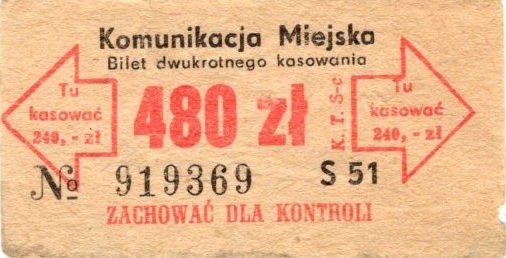 Komunikacja Miejska
Bilet dwukrotnego kasowania
Tu
kasować
240,- zł
480 zł
K. T. S-c
Tu
kasować
240,- zł
№ 919369
S 51
ZACHOWAĆ DLA KONTROLI